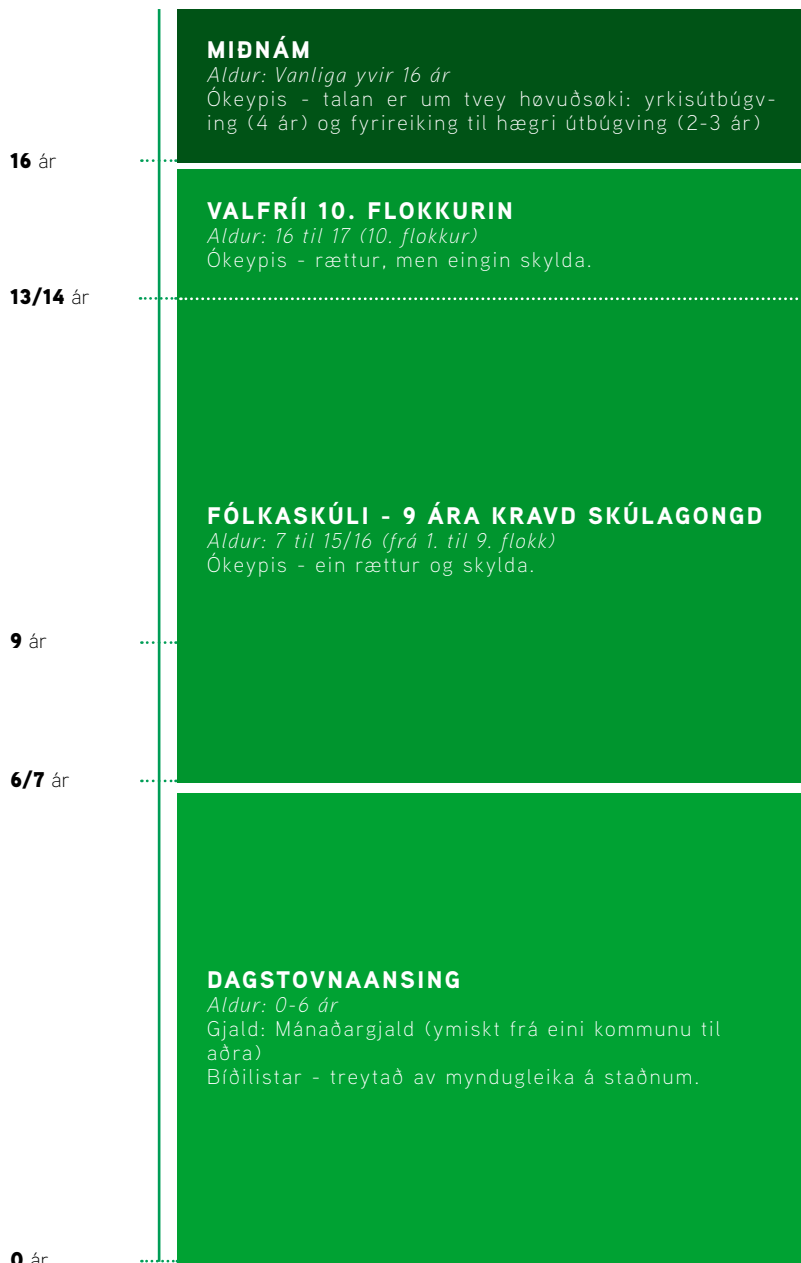 MIÐNÁM
Aldur: Vanliga yvir 16 ár
Ókeypis - talan er um tvey høvuðsøki: yrkisútbúgv-
ing (4 ár) og fyrireiking til hægri útbúgving (2-3 ár)
16 ár
VALFRÍI 10. FLOKKURIN
Aldur: 16 til 17 (10. flokkur)
Ókeypis - rættur, men eingin skylda.
13/14 ár
FÓLKASKÚLI - 9 ÁRA KRAVD SKÚLAGONGD
Aldur: 7 til 15/16 (frá 1. til 9. flokk)
Ókeypis - ein rættur og skylda.
9 ár
6/7 ár
DAGSTOVNAANSING
Aldur: 0-6 ár
Gjald: Mánaðargjald (ymiskt frá eini kommunu til
aðra)
Bíðilistar - treytað av myndugleika á staðnum.
0 ár